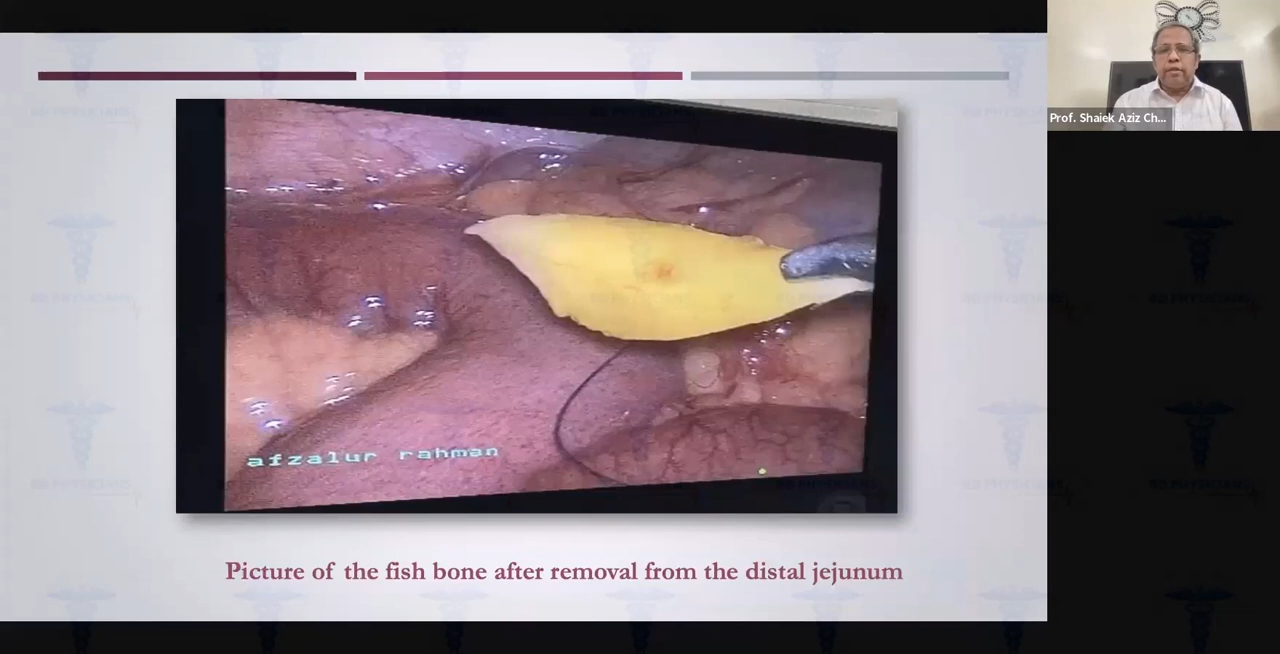 Prof. Shaiek Aziz Ch...
afzalur rahman
Picture of the fish bone after removal from the distal jejunum